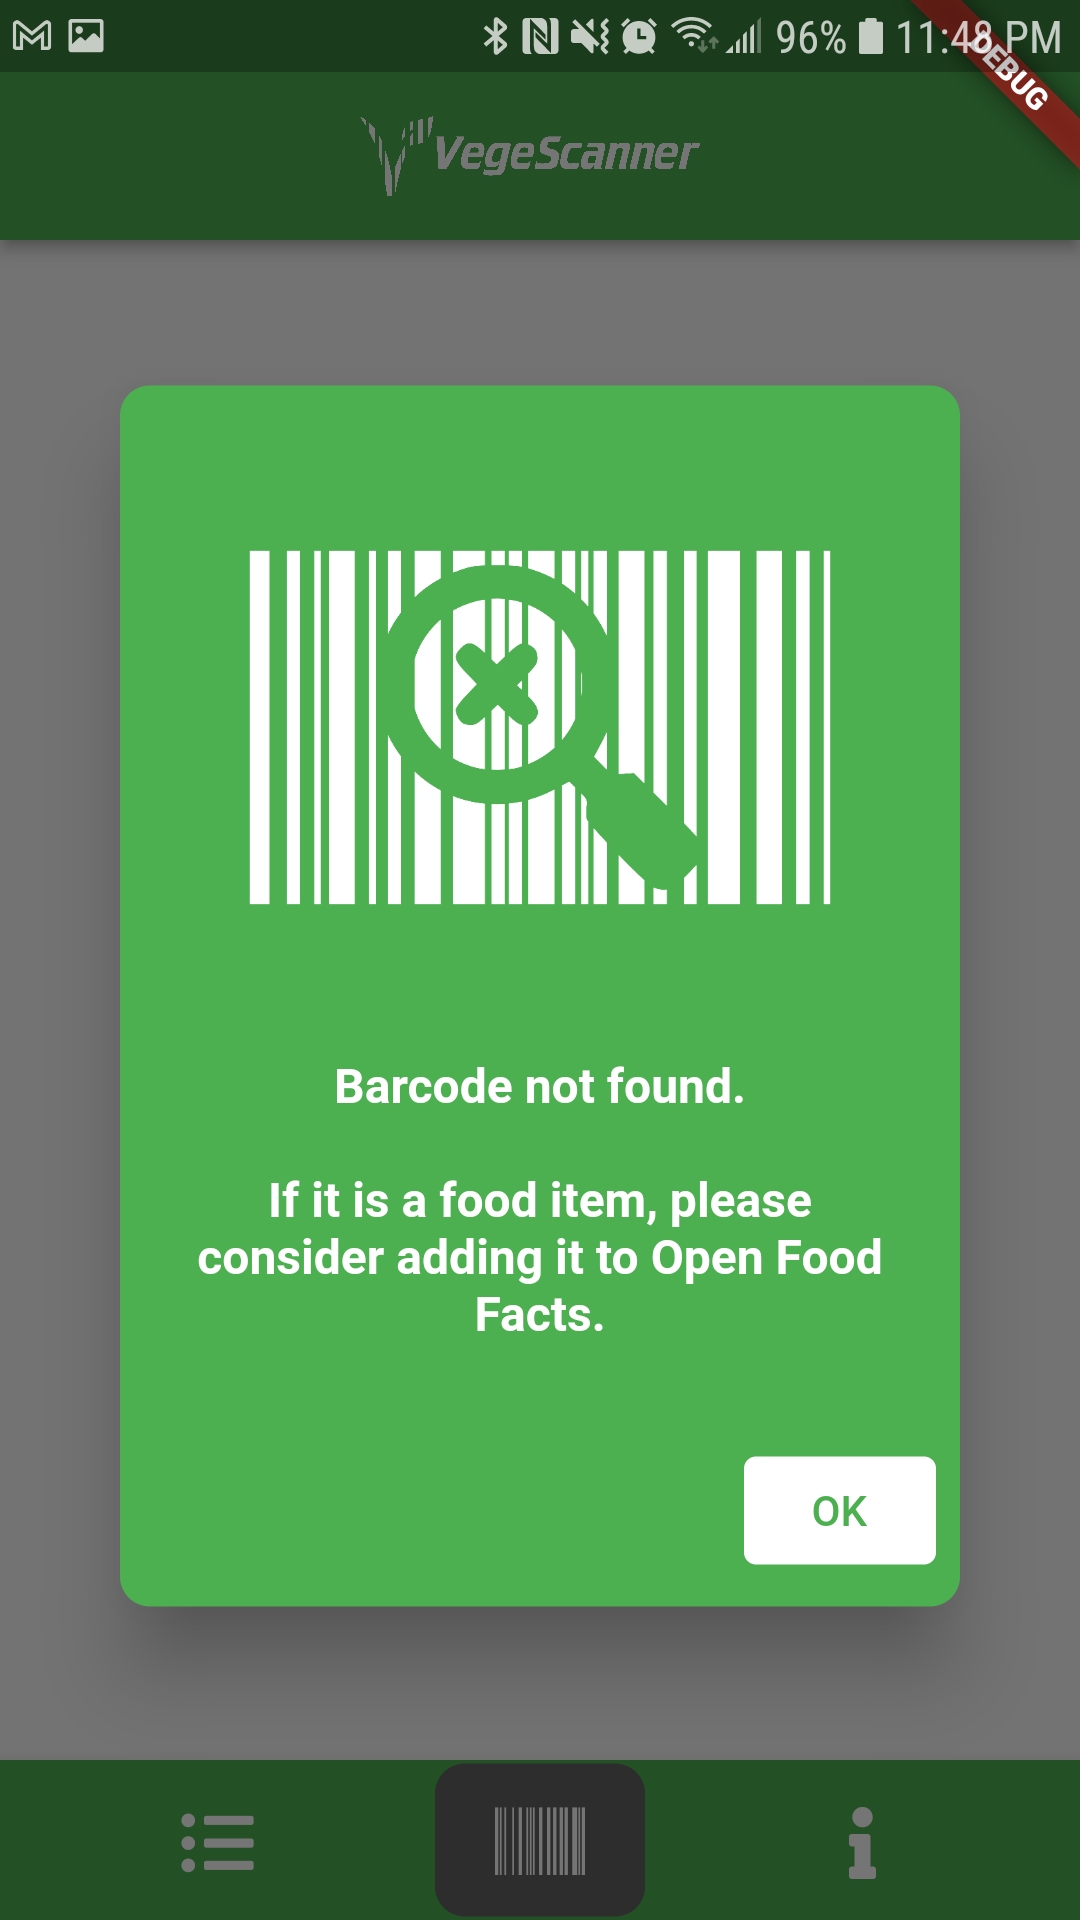 96% 11:48 PM
DEBUG
VegeScanner
Barcode not found.
If it is a food item, please
consider adding it to Open Food
Facts.
OK